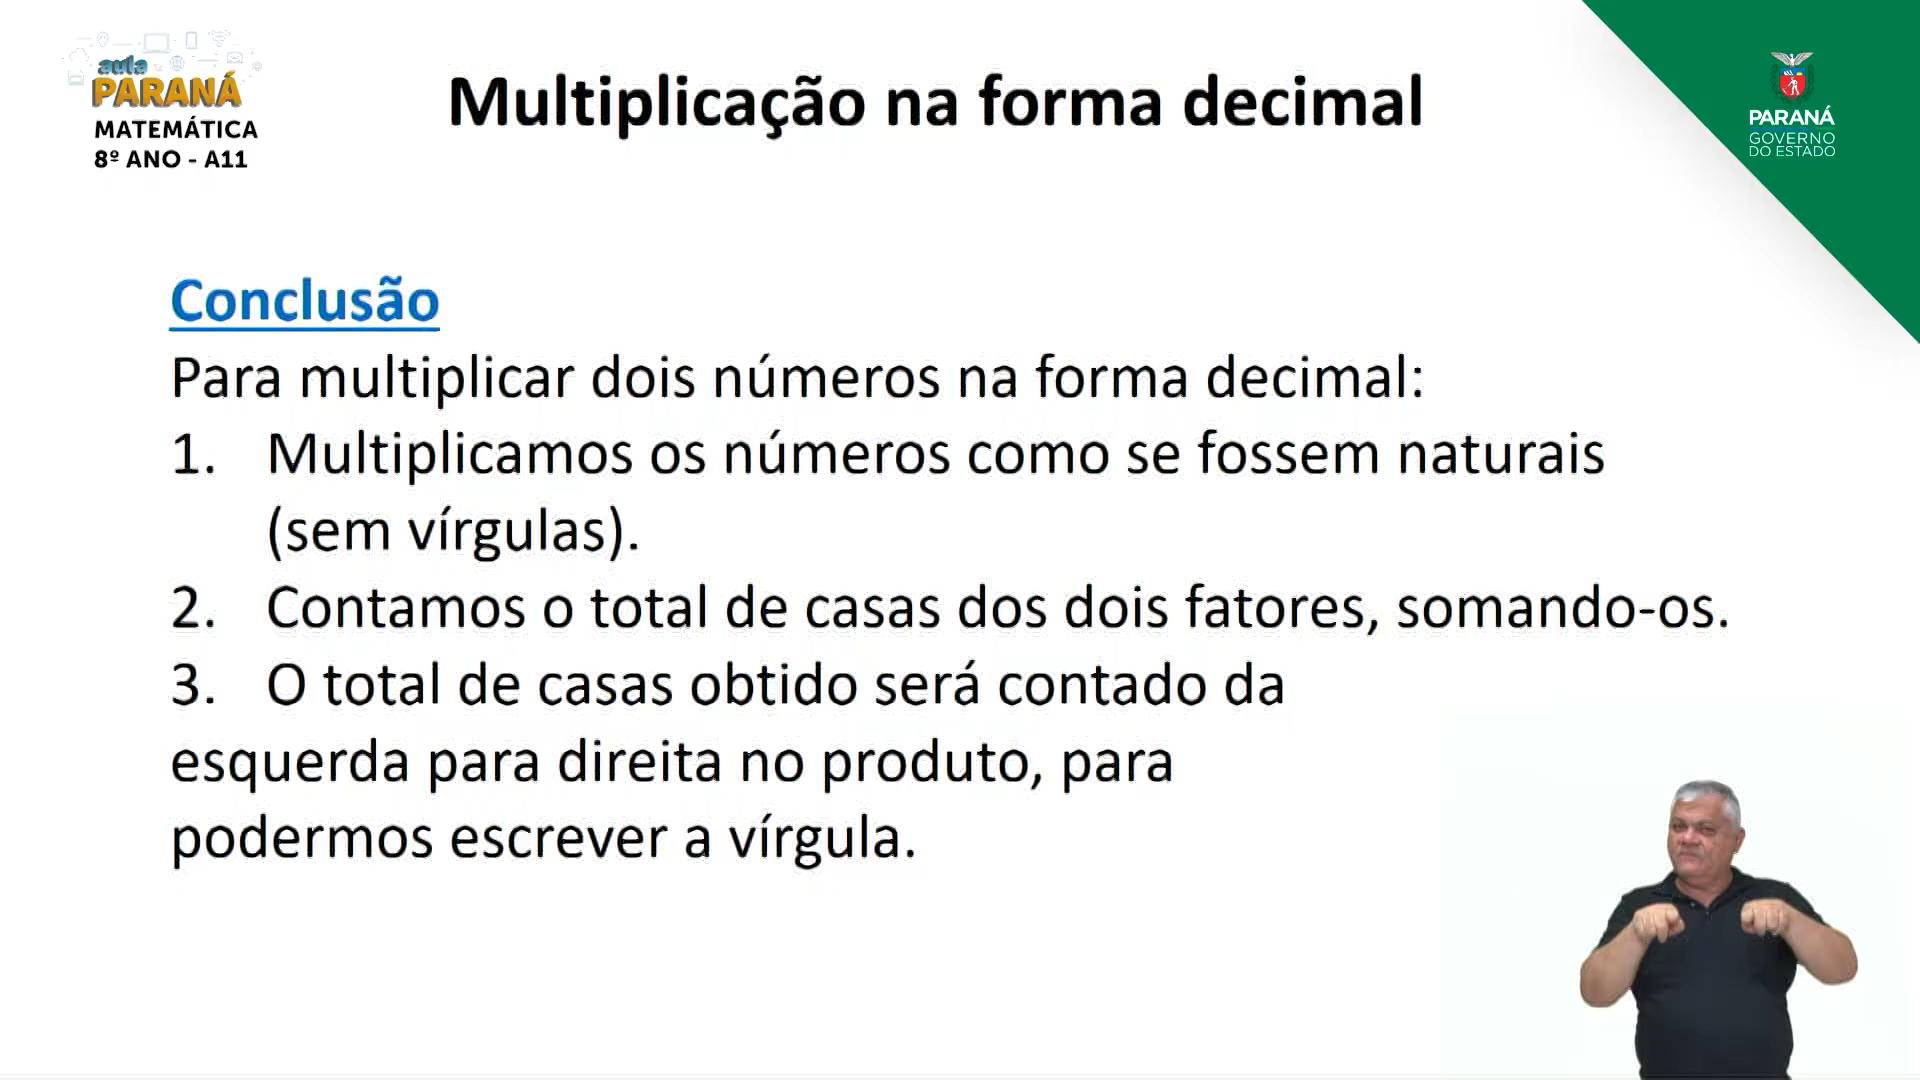 aula
PARANÁ
MATEMÁTICA
8º ANO - A11
Multiplicação na forma decimal
PARANÁ
GOVERNO
DO ESTADO
Conclusão
Para multiplicar dois números na forma decimal:
1. Multiplicamos os números como se fossem naturais
(sem vírgulas).
2. Contamos o total de casas dos dois fatores, somando-os.
3. O total de casas obtido será contado da
esquerda para direita no produto, para
podermos escrever a vírgula.